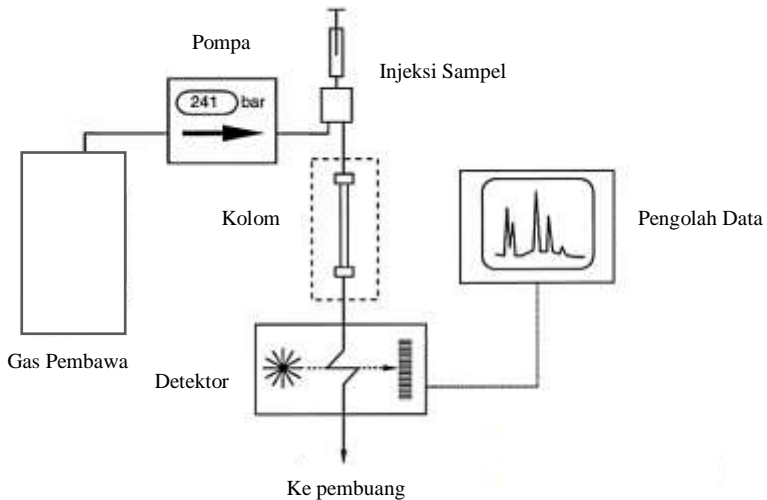 Pompa
Injeksi Sampel
241 bar
Kolom
Pengolah Data
Gas Pembawa
Detektor
Ke pembuang